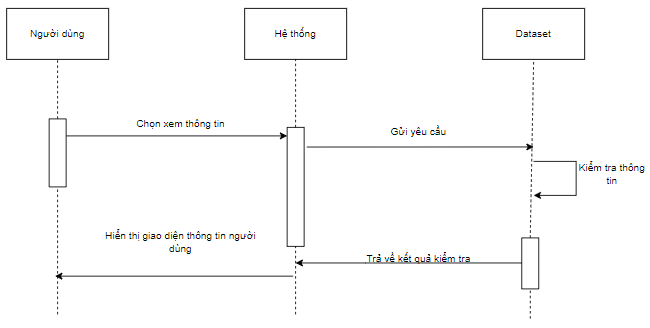 Người dùng
Hệ thống
Dataset
Chọn xem thông tin
Gửi yêu cầu
Kiểm tra thông
tin
Hiển thị giao diện thông tin người
dùng
Trả về kết quả kiểm tra